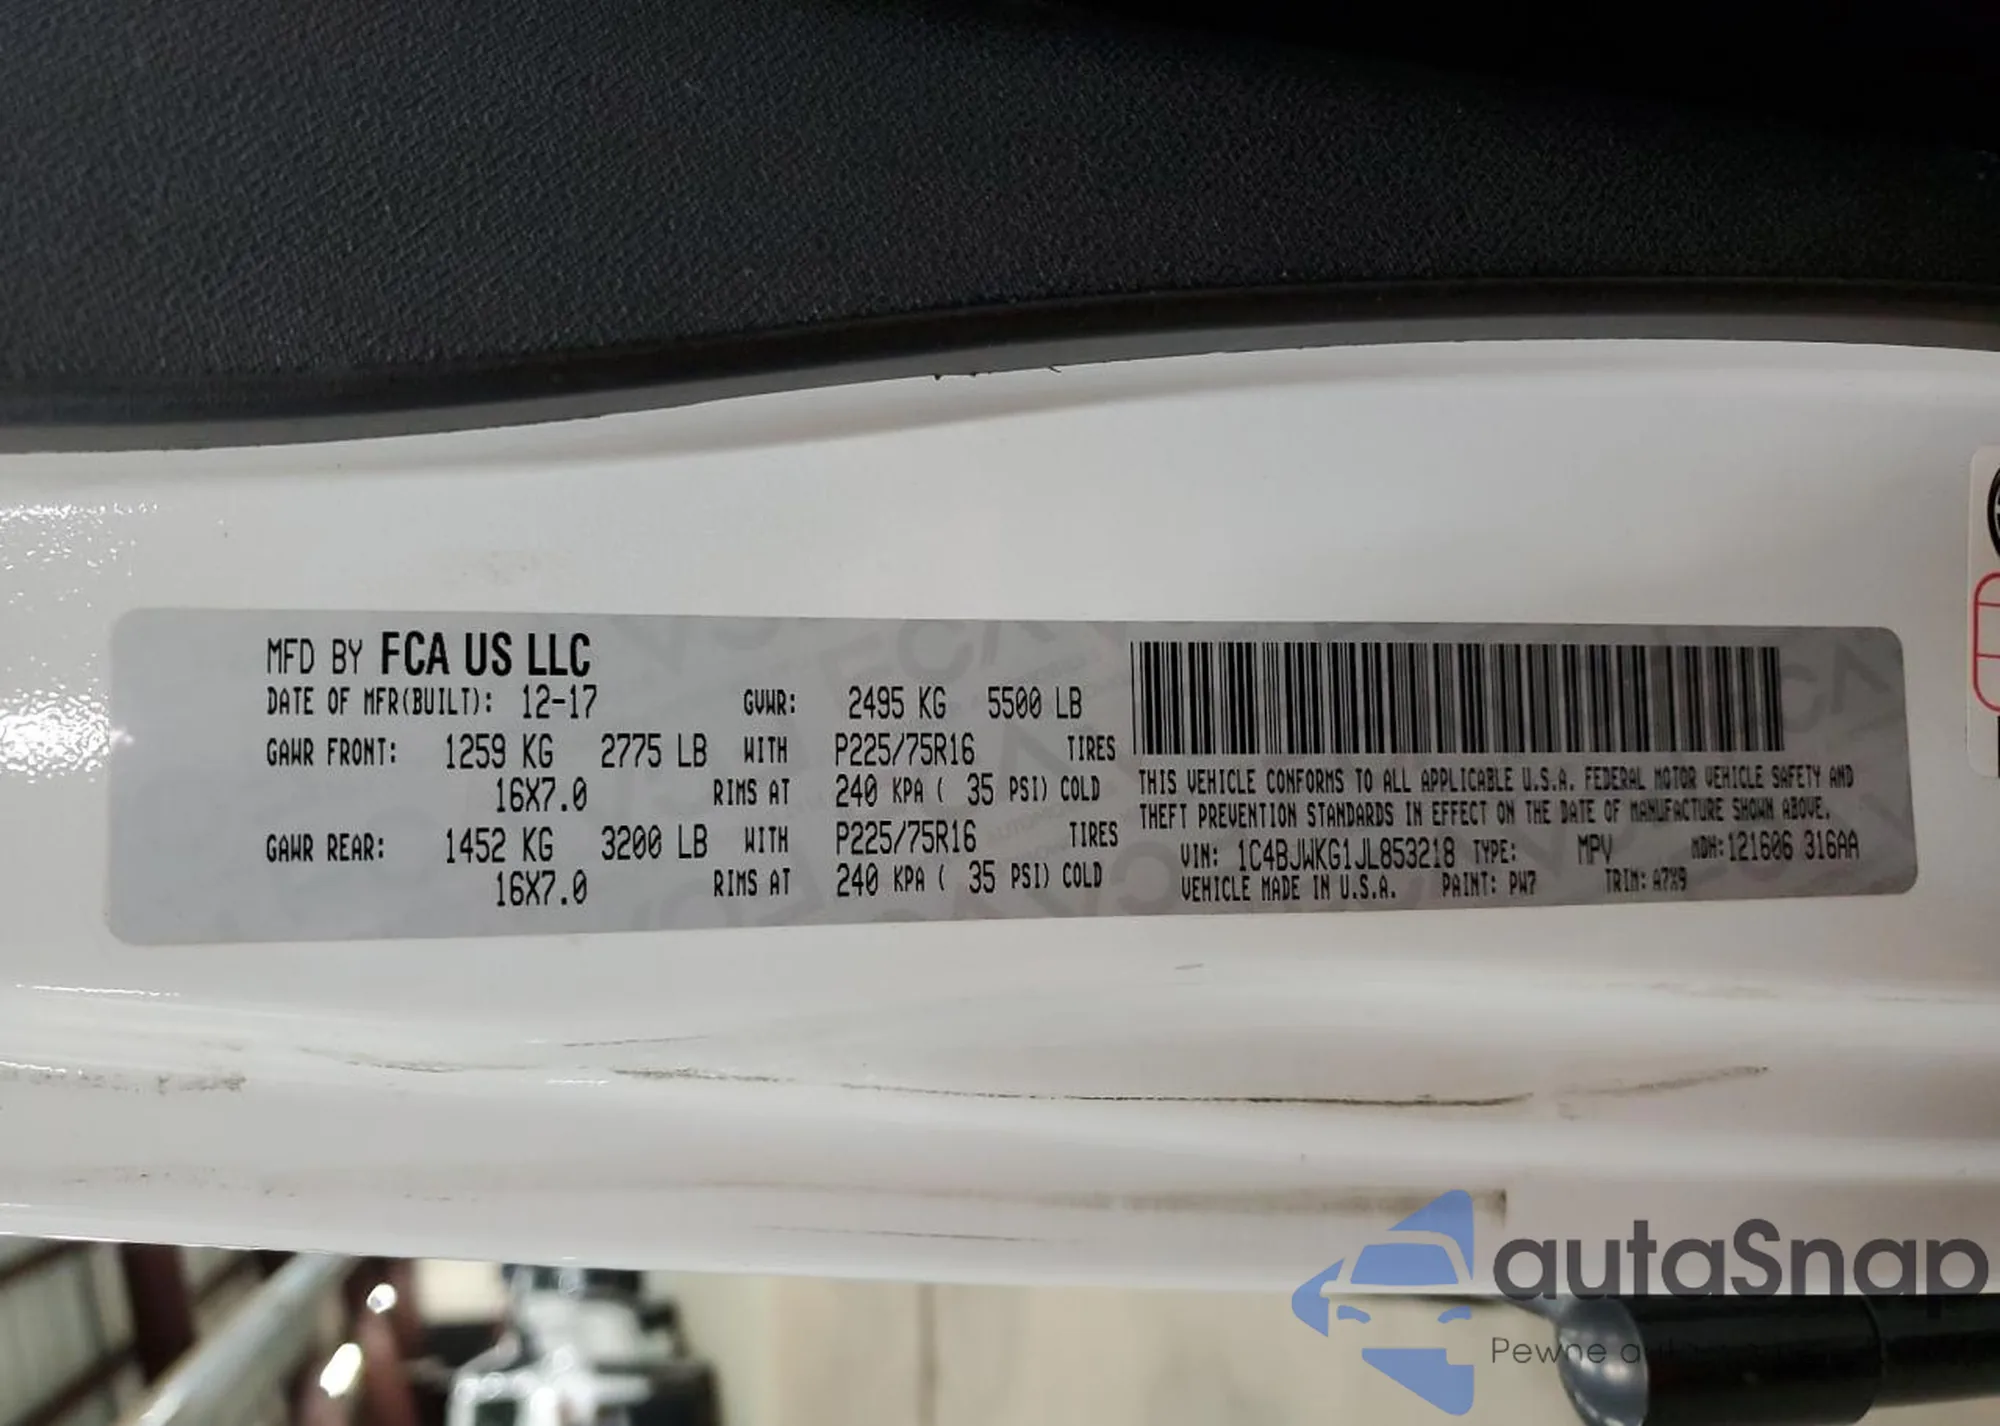 MFD BY FCA US LLC
DATE OF MFR(BUILT): 12-17 GVWR: 2495 KG 5500 LB
GAWR FRONT: 1259 KG 2775 LB WITH P225/75R16 TIRES
16X7.0 RIMS AT 240 KPA ( 35 PSI) COLD
GAWR REAR: 1452 KG 3200 LB WITH P225/75R16 TIRES
16X7.0 RIMS AT 240 KPA ( 35 PSI) COLD
THIS VEHICLE CONFORMS TO ALL APPLICABLE U.S.A. FEDERAL MOTOR VEHICLE SAFETY AND
THEFT PREVENTION STANDARDS IN EFFECT ON THE DATE OF MANUFACTURE SHOWN ABOVE.
VIN: 1C4BJWKG1JL853218 TYPE: MPV MDH: 121606 316AA
VEHICLE MADE IN U.S.A. PAINT: PW7 TRIM: A7X9
autaSnap
Pewne